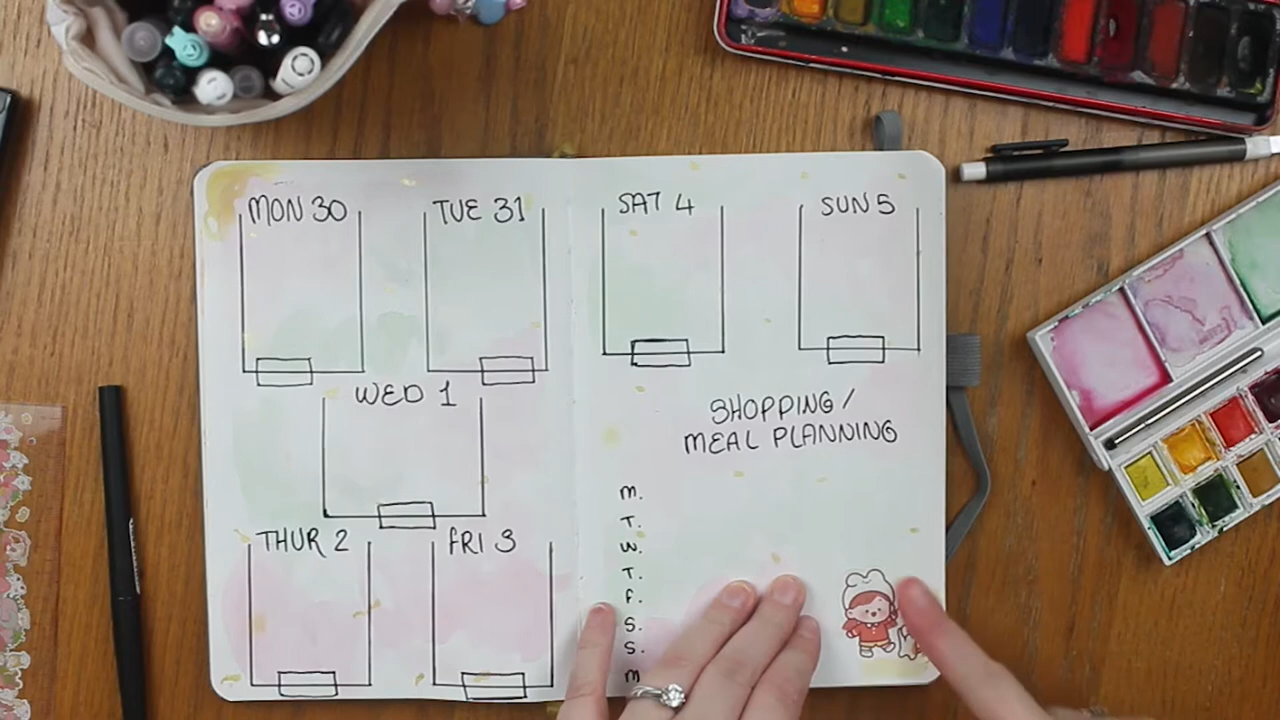 MON 30
TUE 31
WED 1
THUR 2
FRI 3
SAT 4
SUN 5
SHOPPING/
MEAL PLANNING
M.
T.
W.
T.
F.
S.
S.
M